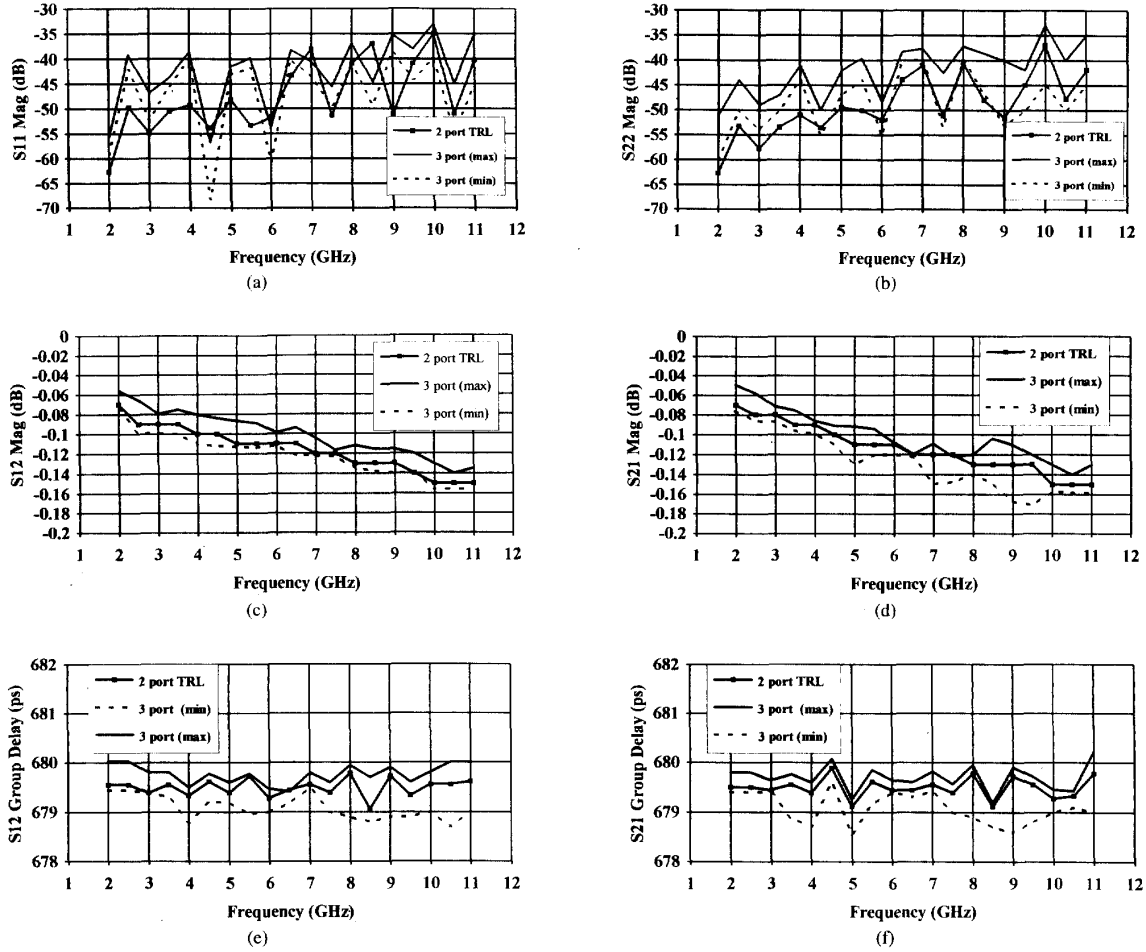 -30
-35
-40
-45
-50
-55
-60
-65
-70
S11 Mag (dB)
2 port TRL
3 port (max)
3 port (min)
1 2 3 4 5 6 7 8 9 10 11 12
Frequency (GHz)
(a)
-30
-35
-40
-45
-50
-55
-60
-65
-70
S22 Mag (dB)
2 port TRL
3 port (max)
3 port (min)
1 2 3 4 5 6 7 8 9 10 11 12
Frequency (GHz)
(b)
0
-0.02
-0.04
-0.06
-0.08
-0.1
-0.12
-0.14
-0.16
-0.18
-0.2
S12 Mag (dB)
2 port TRL
3 port (max)
3 port (min)
1 2 3 4 5 6 7 8 9 10 11 12
Frequency (GHz)
(c)
0
-0.02
-0.04
-0.06
-0.08
-0.1
-0.12
-0.14
-0.16
-0.18
-0.2
S21 Mag (dB)
2 port TRL
3 port (max)
3 port (min)
1 2 3 4 5 6 7 8 9 10 11 12
Frequency (GHz)
(d)
682
681
680
679
678
S12 Group Delay (ps)
2 port TRL
3 port (min)
3 port (max)
1 2 3 4 5 6 7 8 9 10 11 12
Frequency (GHz)
(e)
682
681
680
679
678
S21 Group Delay (ps)
2 port TRL
3 port (max)
3 port (min)
1 2 3 4 5 6 7 8 9 10 11 12
Frequency (GHz)
(f)